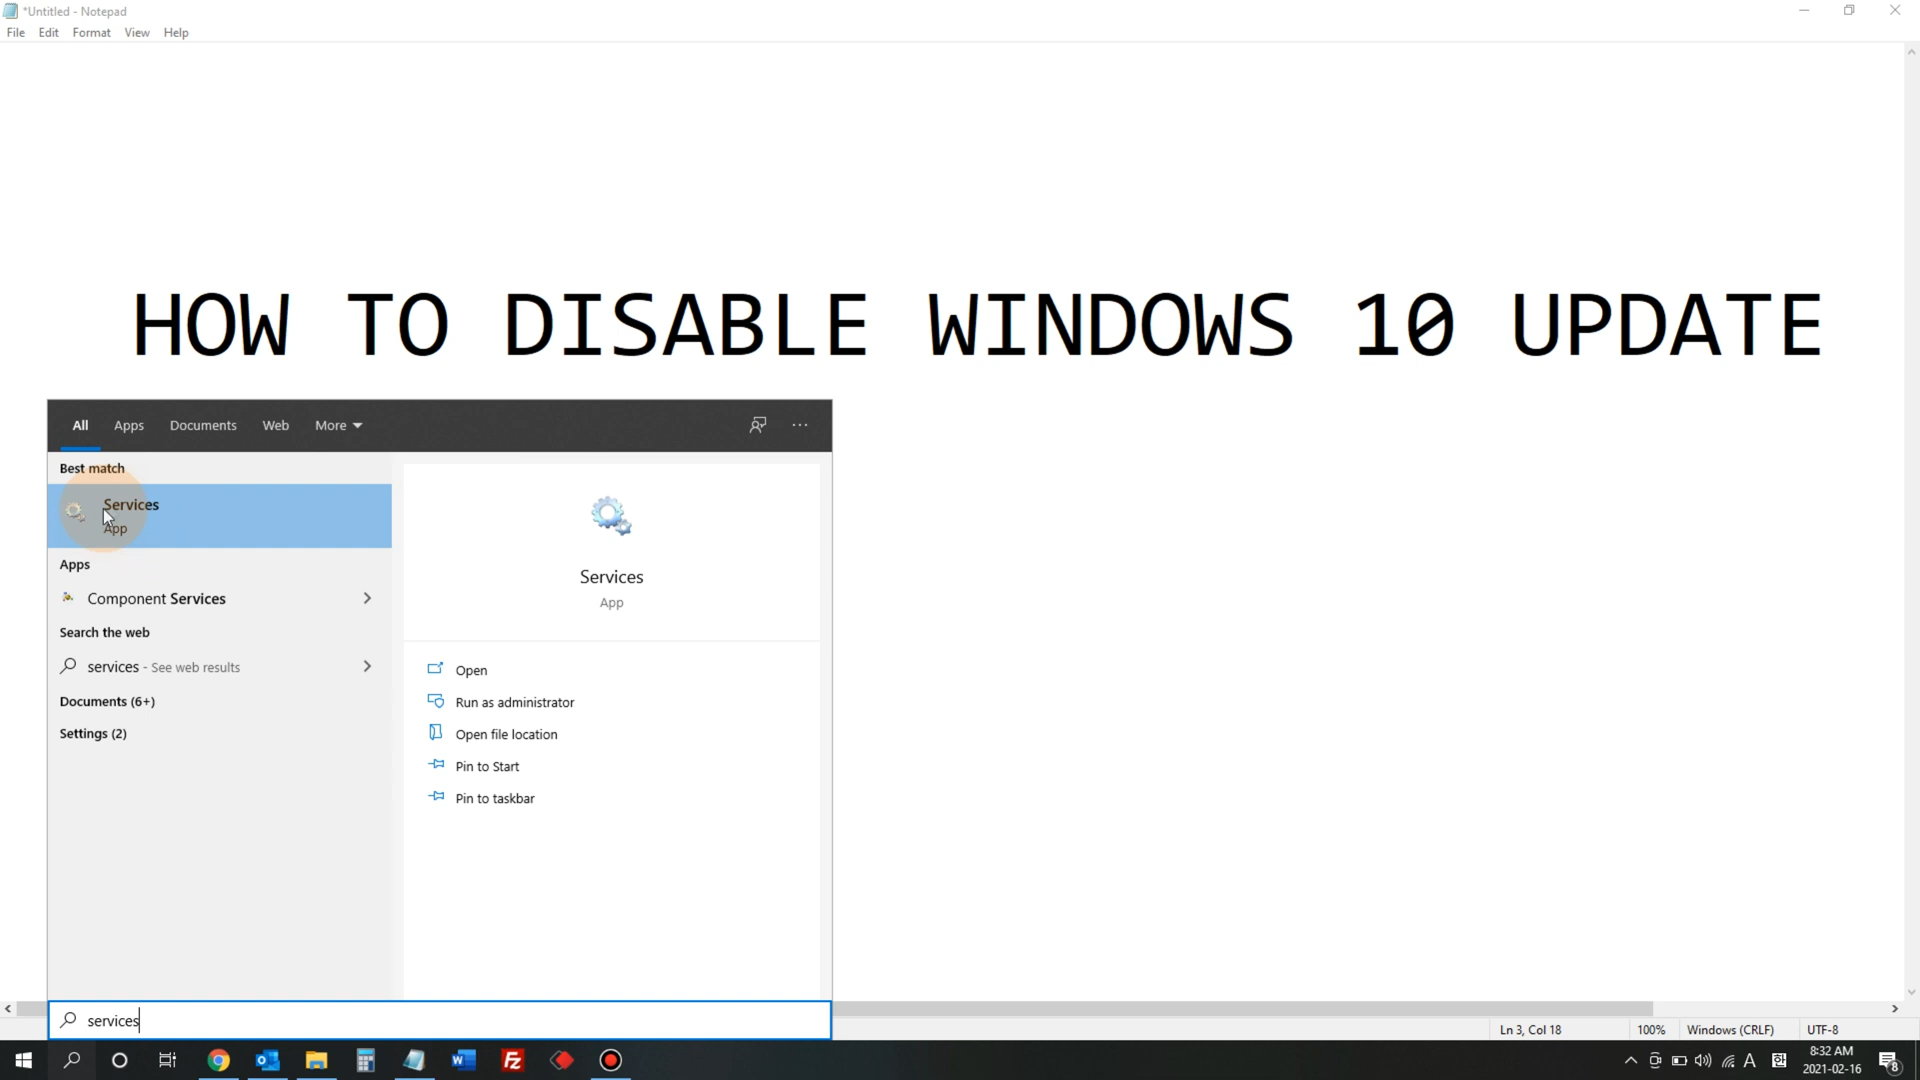 *Untitled - Notepad
File Edit Format View Help
HOW TO DISABLE WINDOWS 10 UPDATE
All Apps Documents Web More
Best match
Services
App
Apps
Component Services
Search the web
services - See web results
Documents (6+)
Settings (2)
Services
App
Open
Run as administrator
Open file location
Pin to Start
Pin to taskbar
services
Ln 3, Col 18 100% Windows (CRLF) UTF-8
A 한 8:32 AM
2021-02-16
8